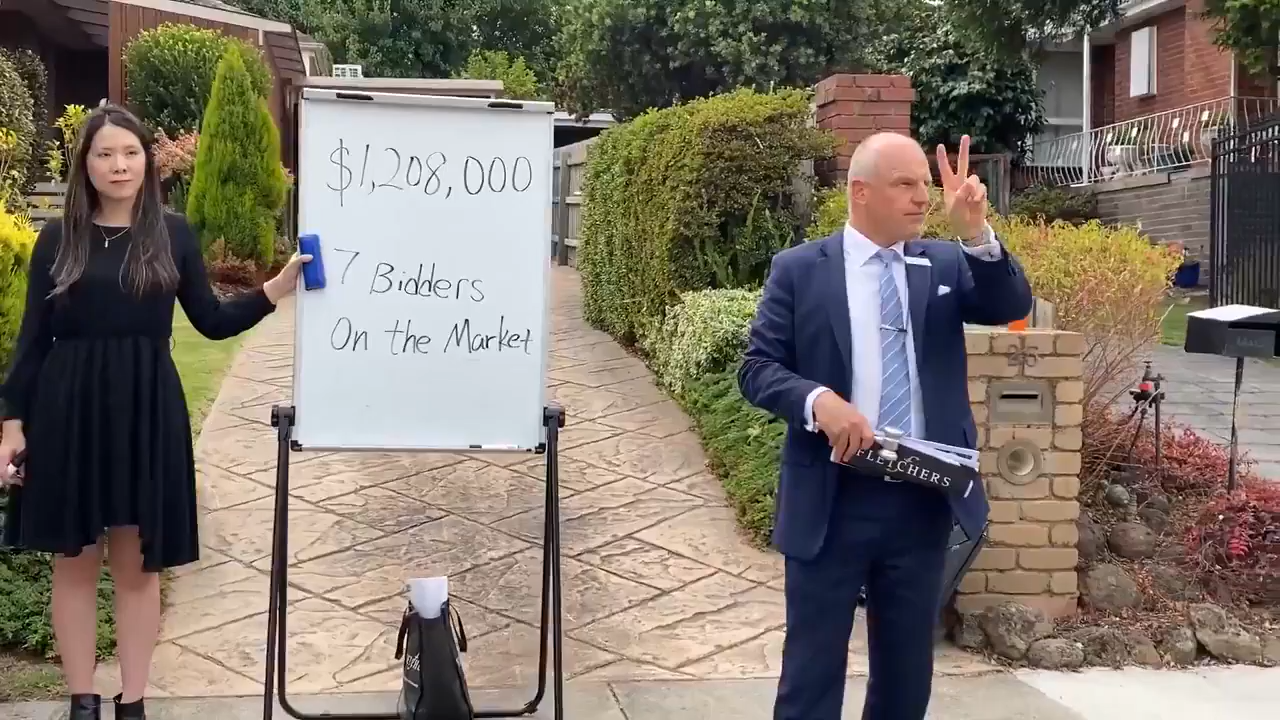 $1,208,000
7 Bidders
On the Market
FLETCHERS